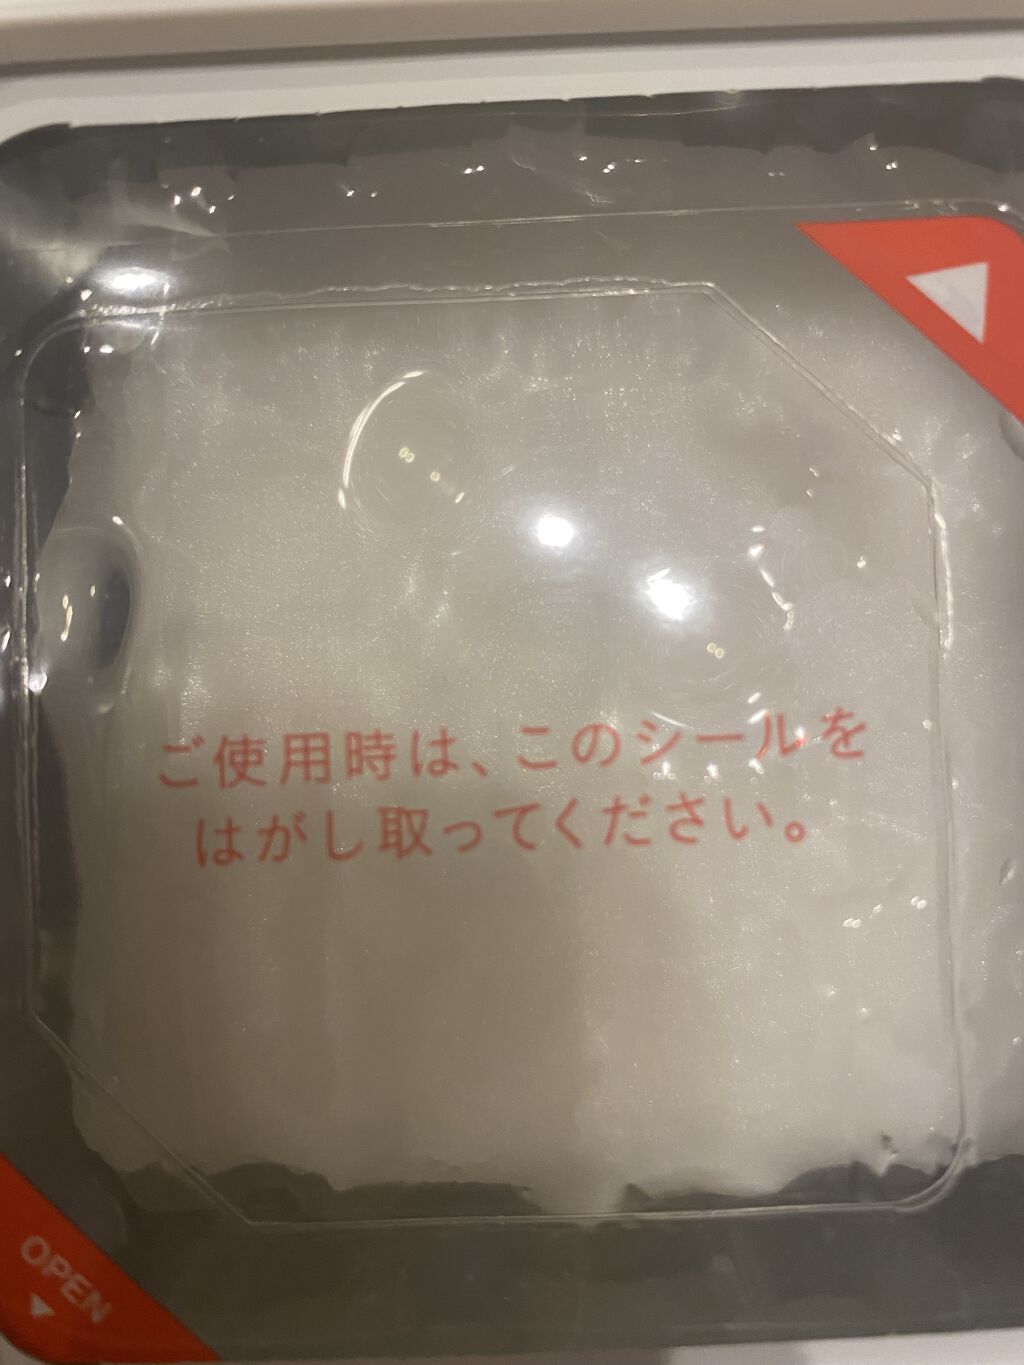 ご使用時は、このシールを
はがし取ってください。
OPEN